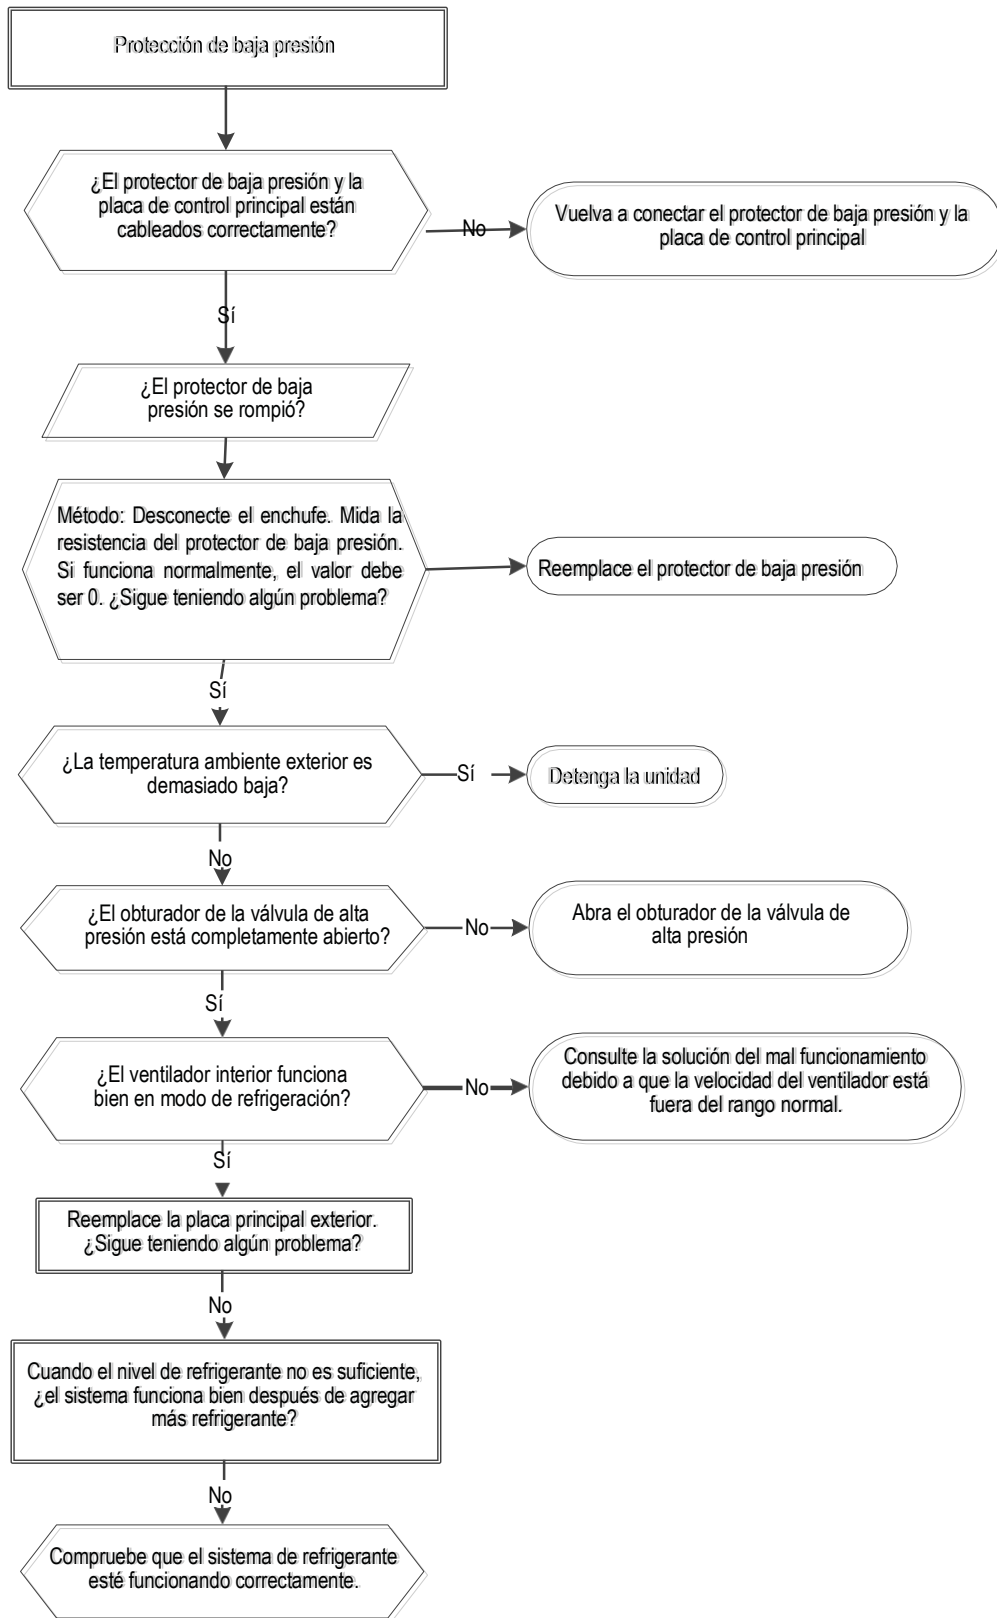 Protección de baja presión
¿El protector de baja presión y la
placa de control principal están
cableados correctamente?
No
Vuelva a conectar el protector de baja presión y la
placa de control principal
Sí
¿El protector de baja
presión se rompió?
Método: Desconecte el enchufe. Mida la
resistencia del protector de baja presión.
Si funciona normalmente, el valor debe
ser 0. ¿Sigue teniendo algún problema?
Reemplace el protector de baja presión
Sí
¿La temperatura ambiente exterior es
demasiado baja?
Sí
Detenga la unidad
No
¿El obturador de la válvula de alta
presión está completamente abierto?
No
Abra el obturador de la válvula de
alta presión
Sí
¿El ventilador interior funciona
bien en modo de refrigeración?
No
Consulte la solución del mal funcionamiento
debido a que la velocidad del ventilador está
fuera del rango normal.
Sí
Reemplace la placa principal exterior.
¿Sigue teniendo algún problema?
No
Cuando el nivel de refrigerante no es suficiente,
¿el sistema funciona bien después de agregar
más refrigerante?
No
Compruebe que el sistema de refrigerante
esté funcionando correctamente.